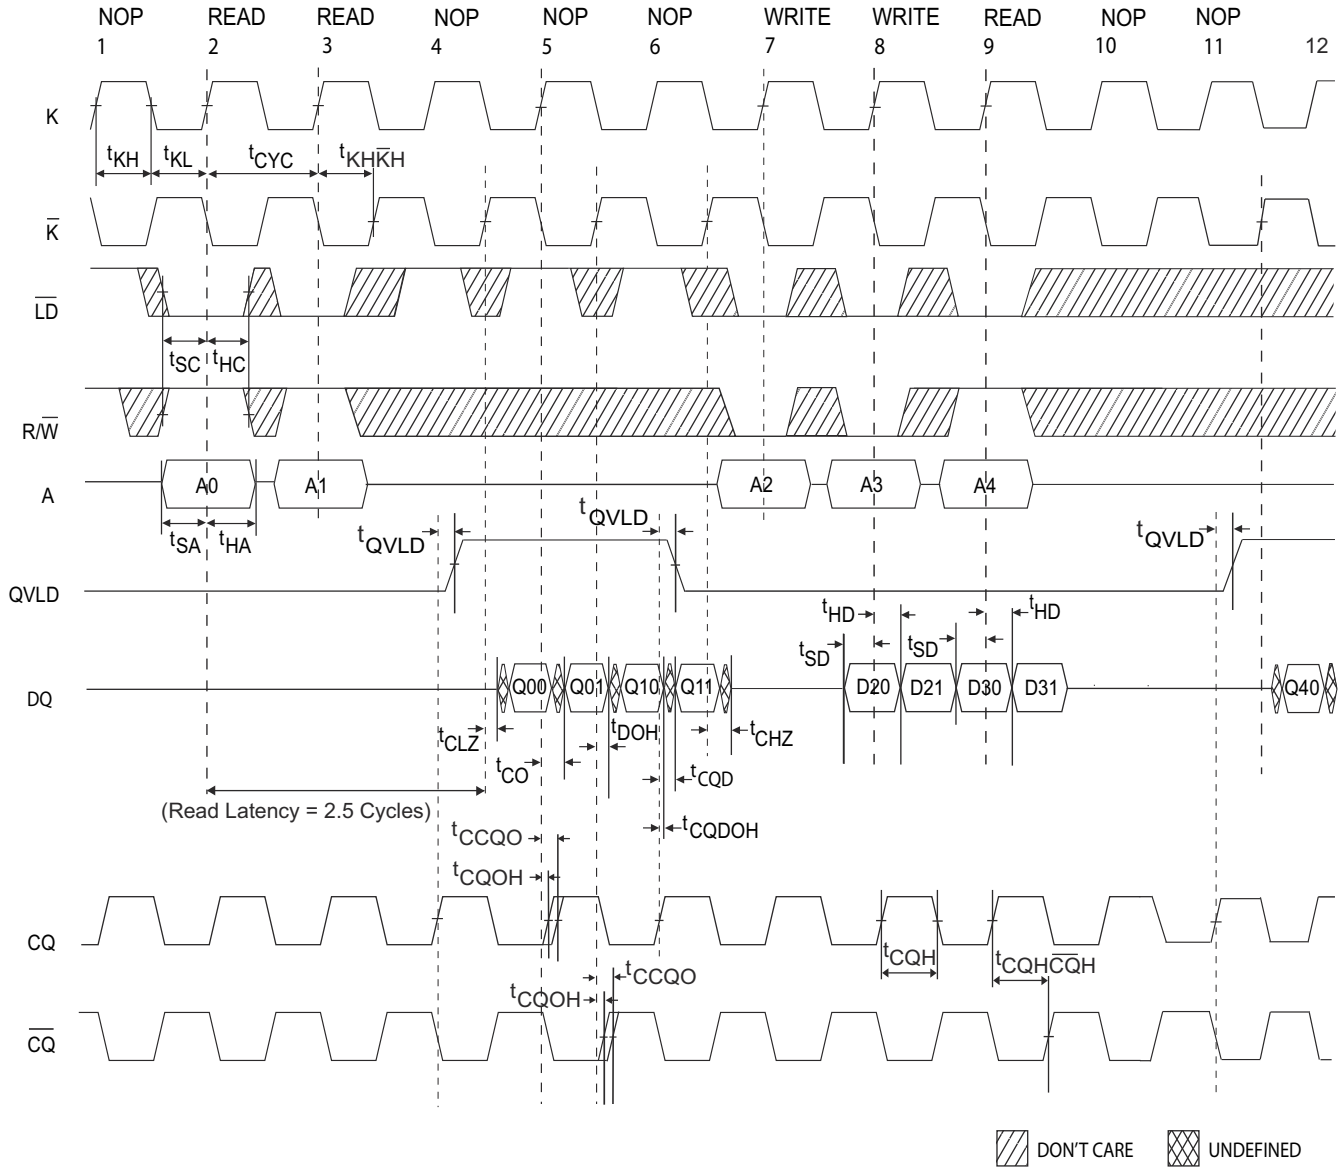 NOP READ READ NOP NOP NOP WRITE WRITE READ NOP NOP
1 2 3 4 5 6 7 8 9 10 11 12
K
tKH tKL tCYC tKHK̅H
K̅
L̅D̅
tSC tHC
R/W̅
A A0 A1 A2 A3 A4
tSA tHA tQVLD tQVLD tQVLD
QVLD
tHD tHD
tSD tSD
DQ Q00 Q01 Q10 Q11 D20 D21 D30 D31 Q40
tCLZ tDOH tCHZ
tCO tCQD
(Read Latency = 2.5 Cycles)
tCQDOH
tCCQO
tCQOH
CQ
tCQH tCQHC̅Q̅H
tCCQO
tCQOH
C̅Q̅
DON'T CARE UNDEFINED